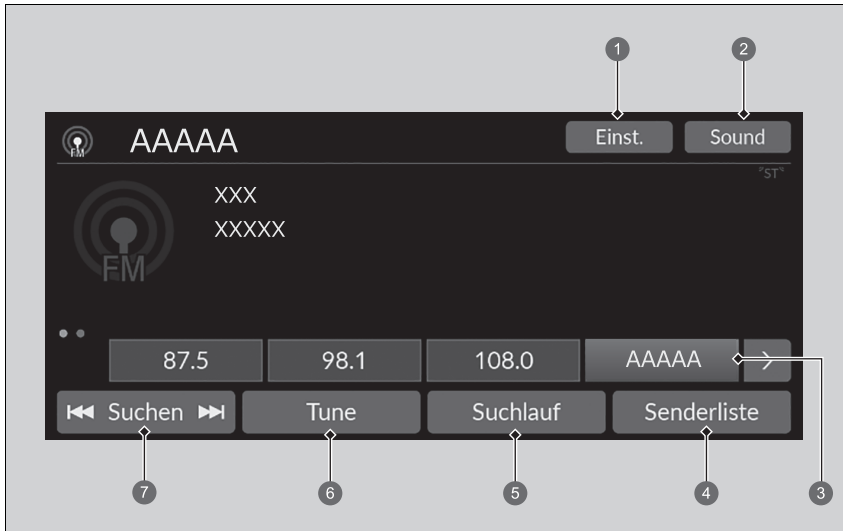 1 2
FM AAAAA Einst. Sound
ST
XXX
XXXXX
FM
87.5 98.1 108.0 AAAAA >
Suchen Tune Suchlauf Senderliste
7 6 5 4 3